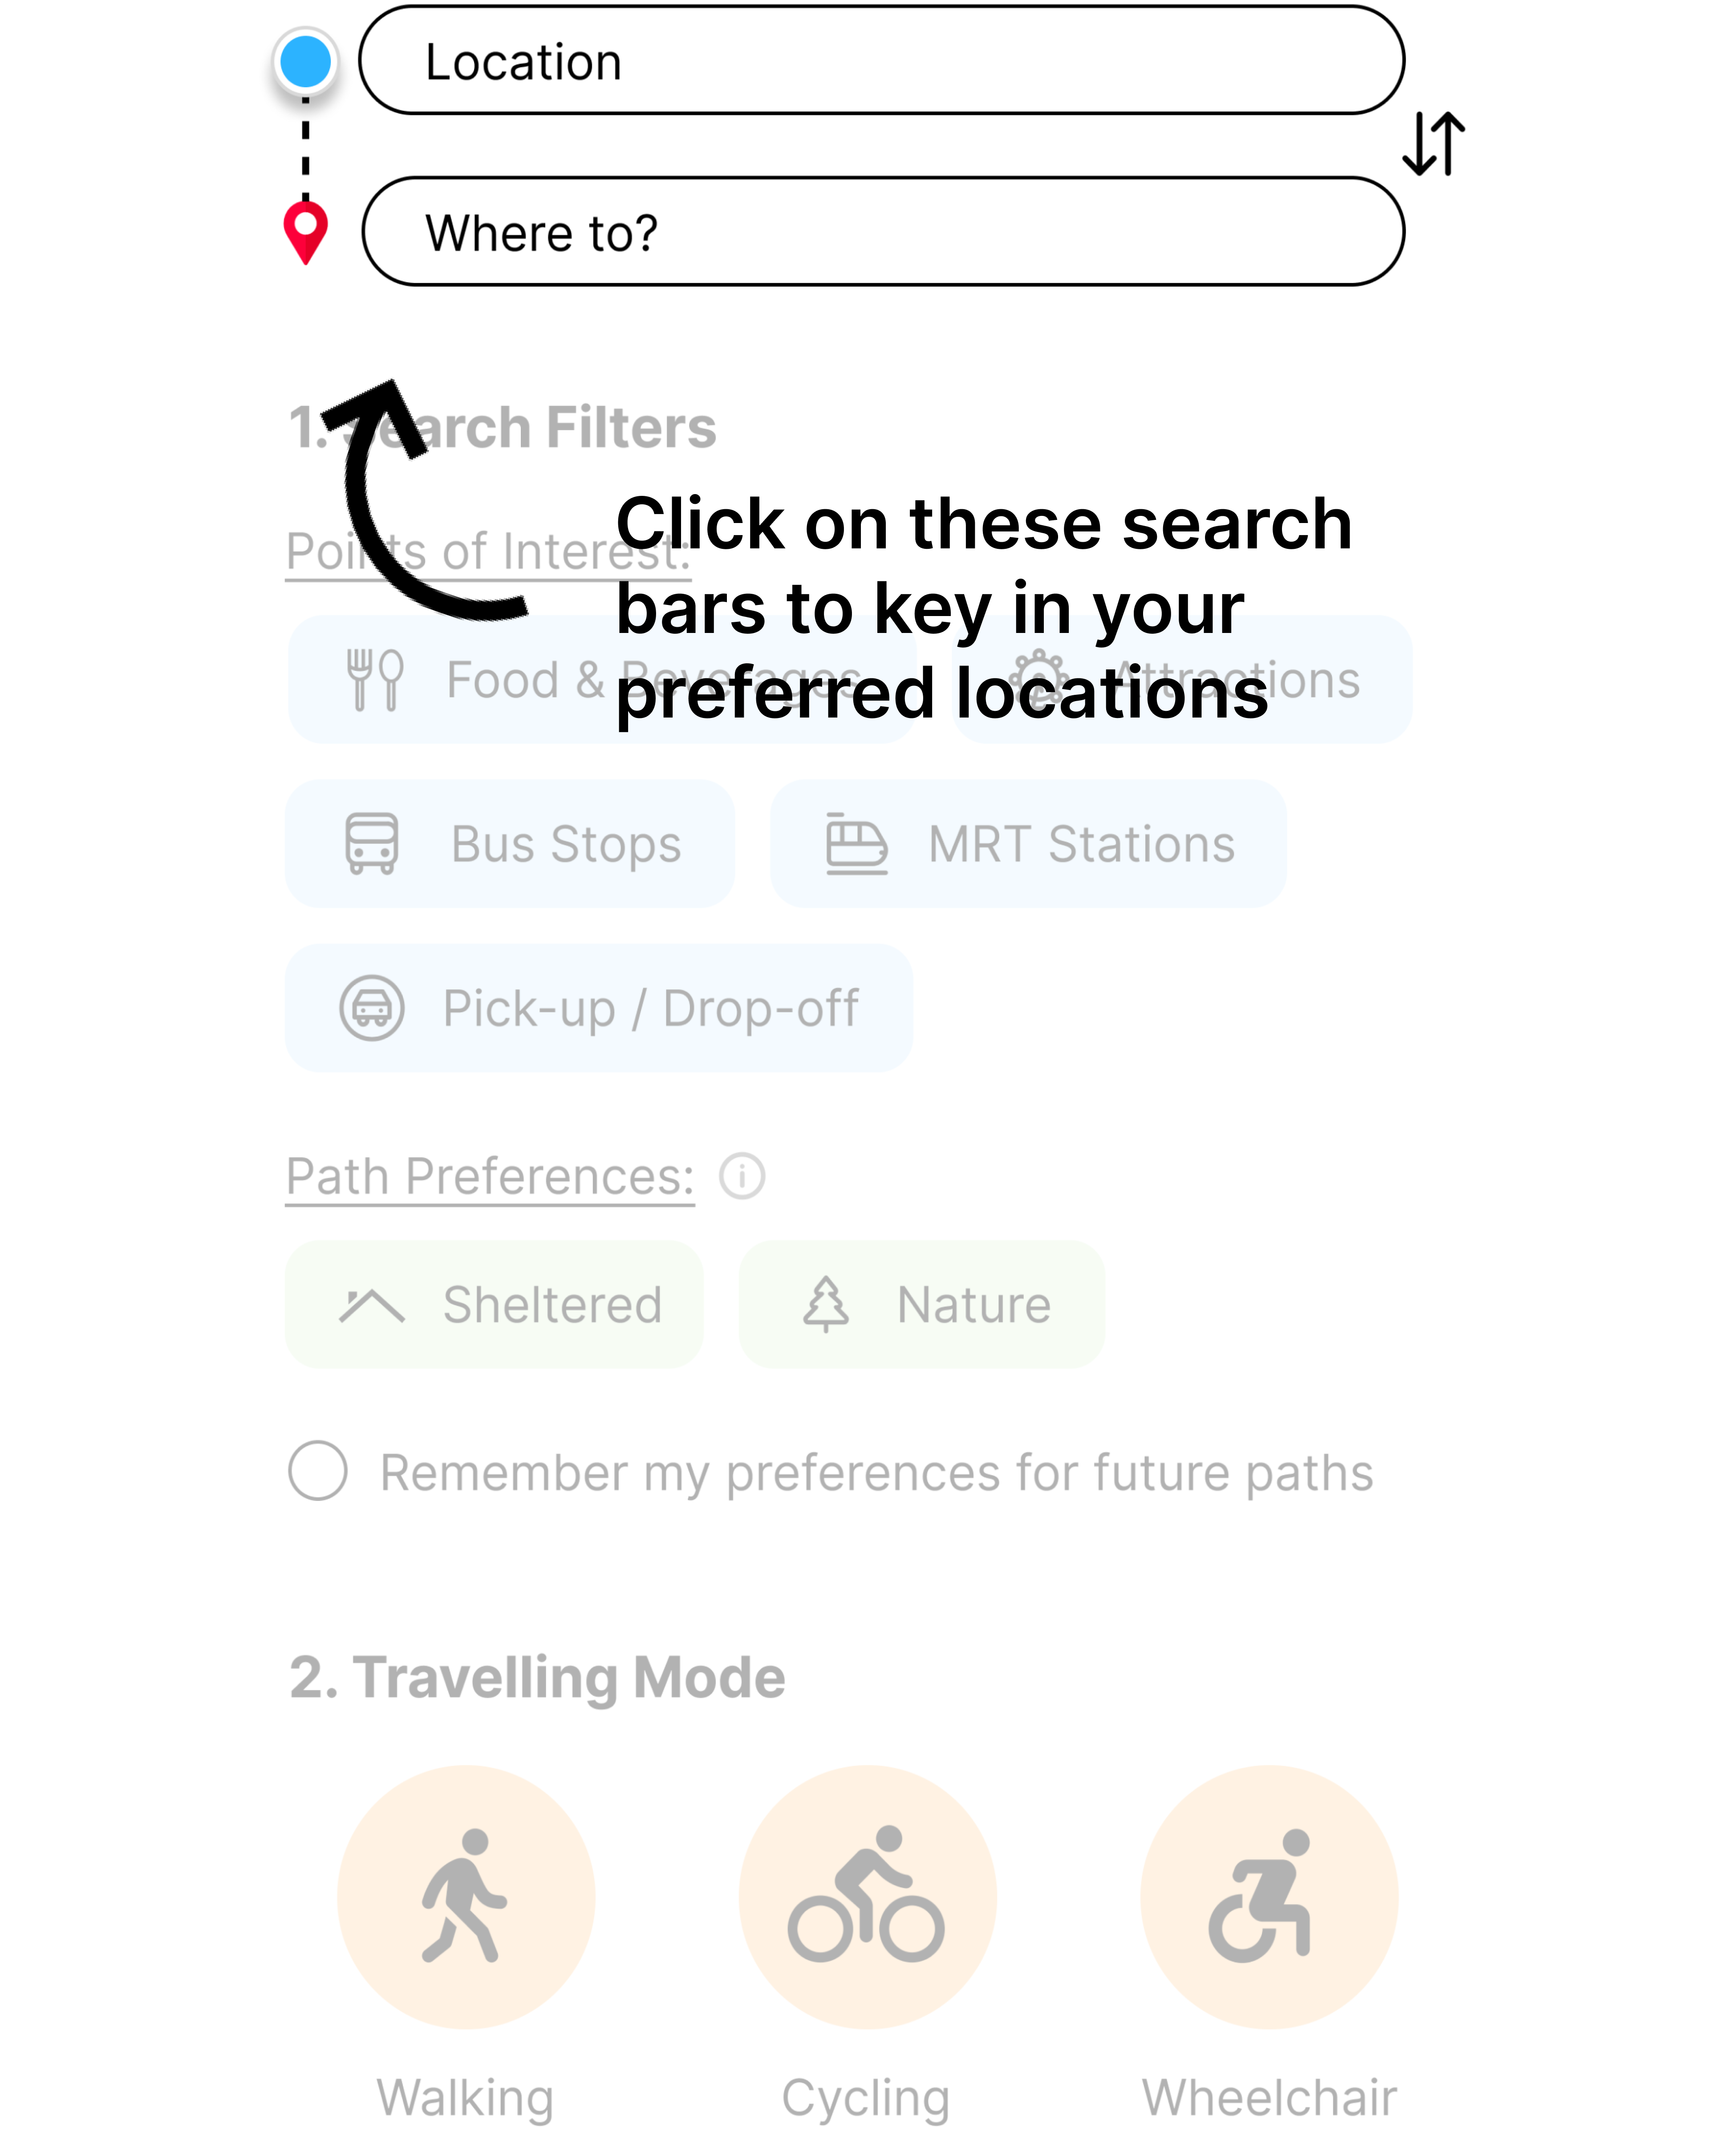 Location
Where to?
1. Search Filters
Points of Interest:
Click on these search
bars to key in your
preferred locations
Food & Beverages
Attractions
Bus Stops
MRT Stations
Pick-up / Drop-off
Path Preferences:
Sheltered
Nature
Remember my preferences for future paths
2. Travelling Mode
Walking
Cycling
Wheelchair